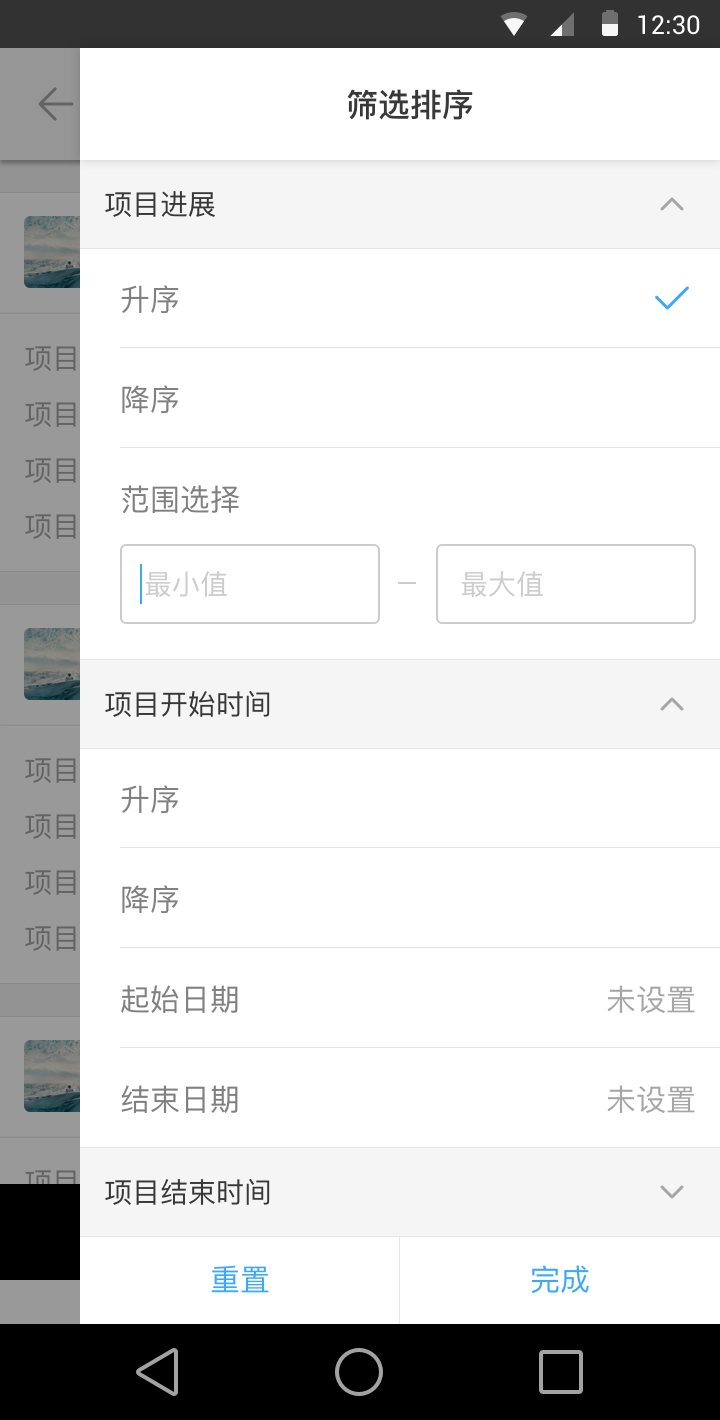 12:30
筛选排序
项目进展
升序
项目
降序
项目
项目
范围选择
项目
最小值 – 最大值
项目开始时间
项目
升序
项目
项目
降序
项目
起始日期 未设置
结束日期 未设置
项目
项目结束时间
重置 完成